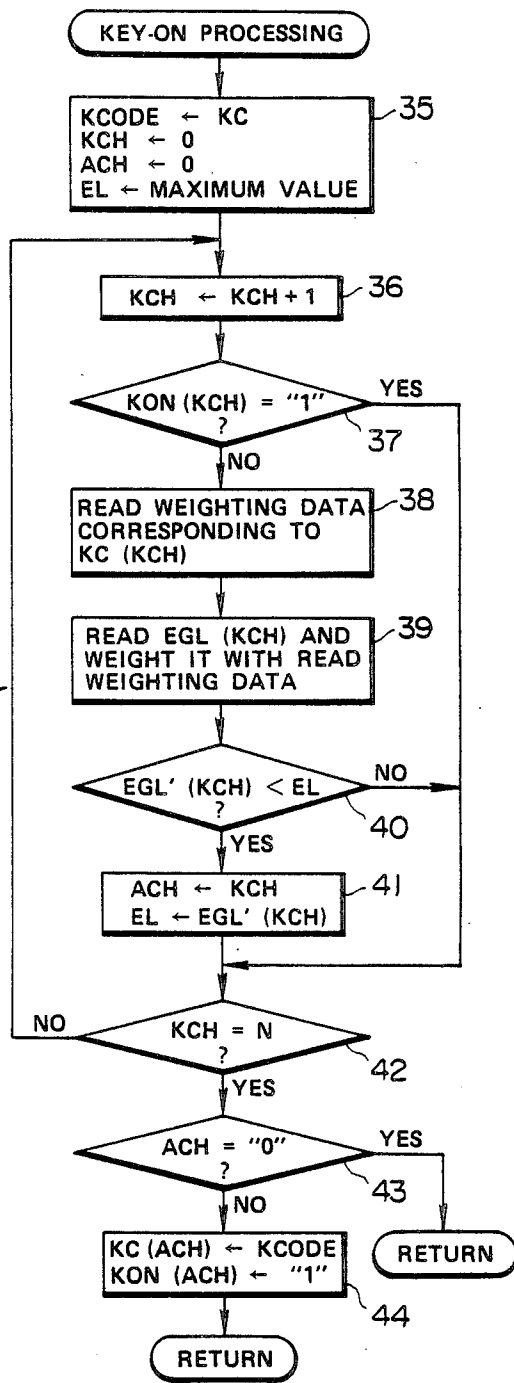 KEY-ON PROCESSING
KCODE ← KC
KCH ← 0
ACH ← 0
EL ← MAXIMUM VALUE
35
KCH ← KCH + 1
36
KON (KCH) = "1"
?
YES
37
NO
READ WEIGHTING DATA
CORRESPONDING TO
KC (KCH)
38
READ EGL (KCH) AND
WEIGHT IT WITH READ
WEIGHTING DATA
39
EGL' (KCH) < EL
?
NO
40
YES
ACH ← KCH
EL ← EGL' (KCH)
41
NO
KCH = N
?
42
YES
ACH = "0"
?
YES
43
NO
KC (ACH) ← KCODE
KON (ACH) ← "1"
44
RETURN
RETURN